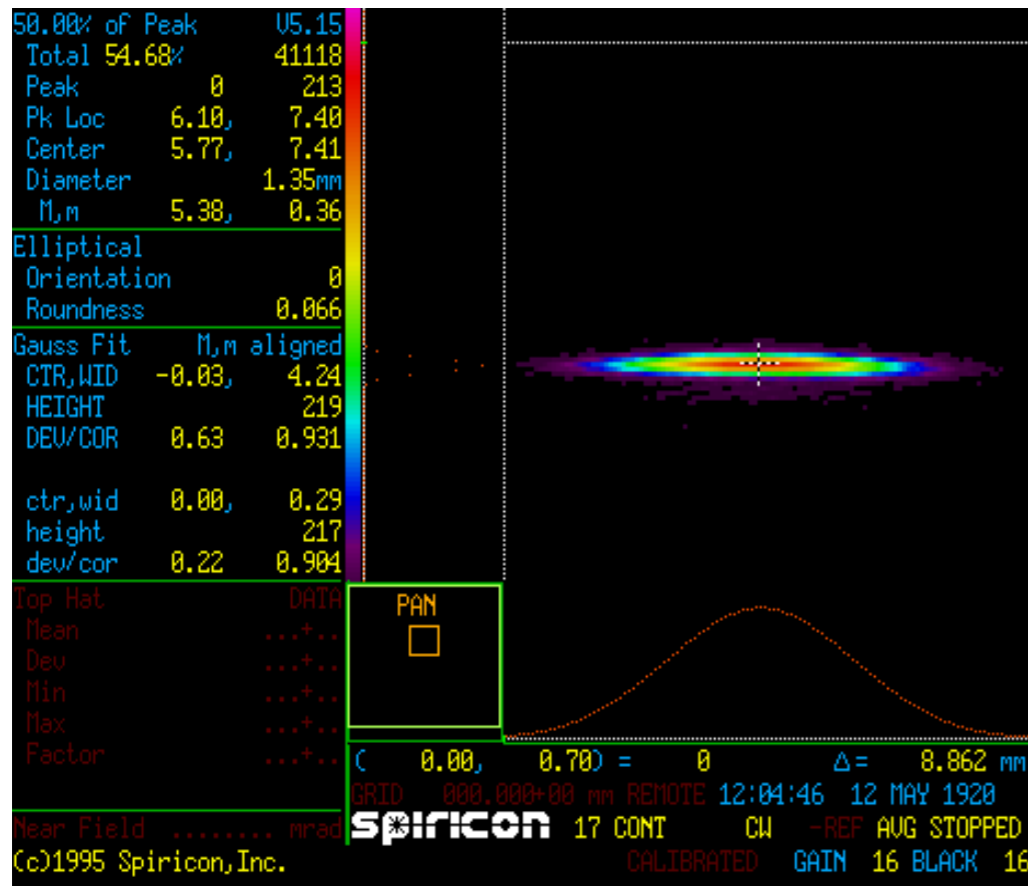 50.00% of Peak V5.15
Total 54.68% 41118
Peak 0 213
Pk Loc 6.10, 7.40
Center 5.77, 7.41
Diameter 1.35mm
M,m 5.38, 0.36
Elliptical
Orientation 0
Roundness 0.066
Gauss Fit M,m aligned
CTR,WID -0.03, 4.24
HEIGHT 219
DEV/COR 0.63 0.931
ctr,wid 0.00, 0.29
height 217
dev/cor 0.22 0.904
Top Hat DATA
Mean ...+..
Dev ...+..
Min ...+..
Max ...+..
Factor ...+..
Near Field ........ mrad
(c)1995 Spiricon,Inc.
PAN
( 0.00, 0.70) = 0 Δ= 8.862 mm
GRID 000.000+00 mm REMOTE 12:04:46 12 MAY 1920
spiricon 17 CONT CW -REF AVG STOPPED
CALIBRATED GAIN 16 BLACK 16